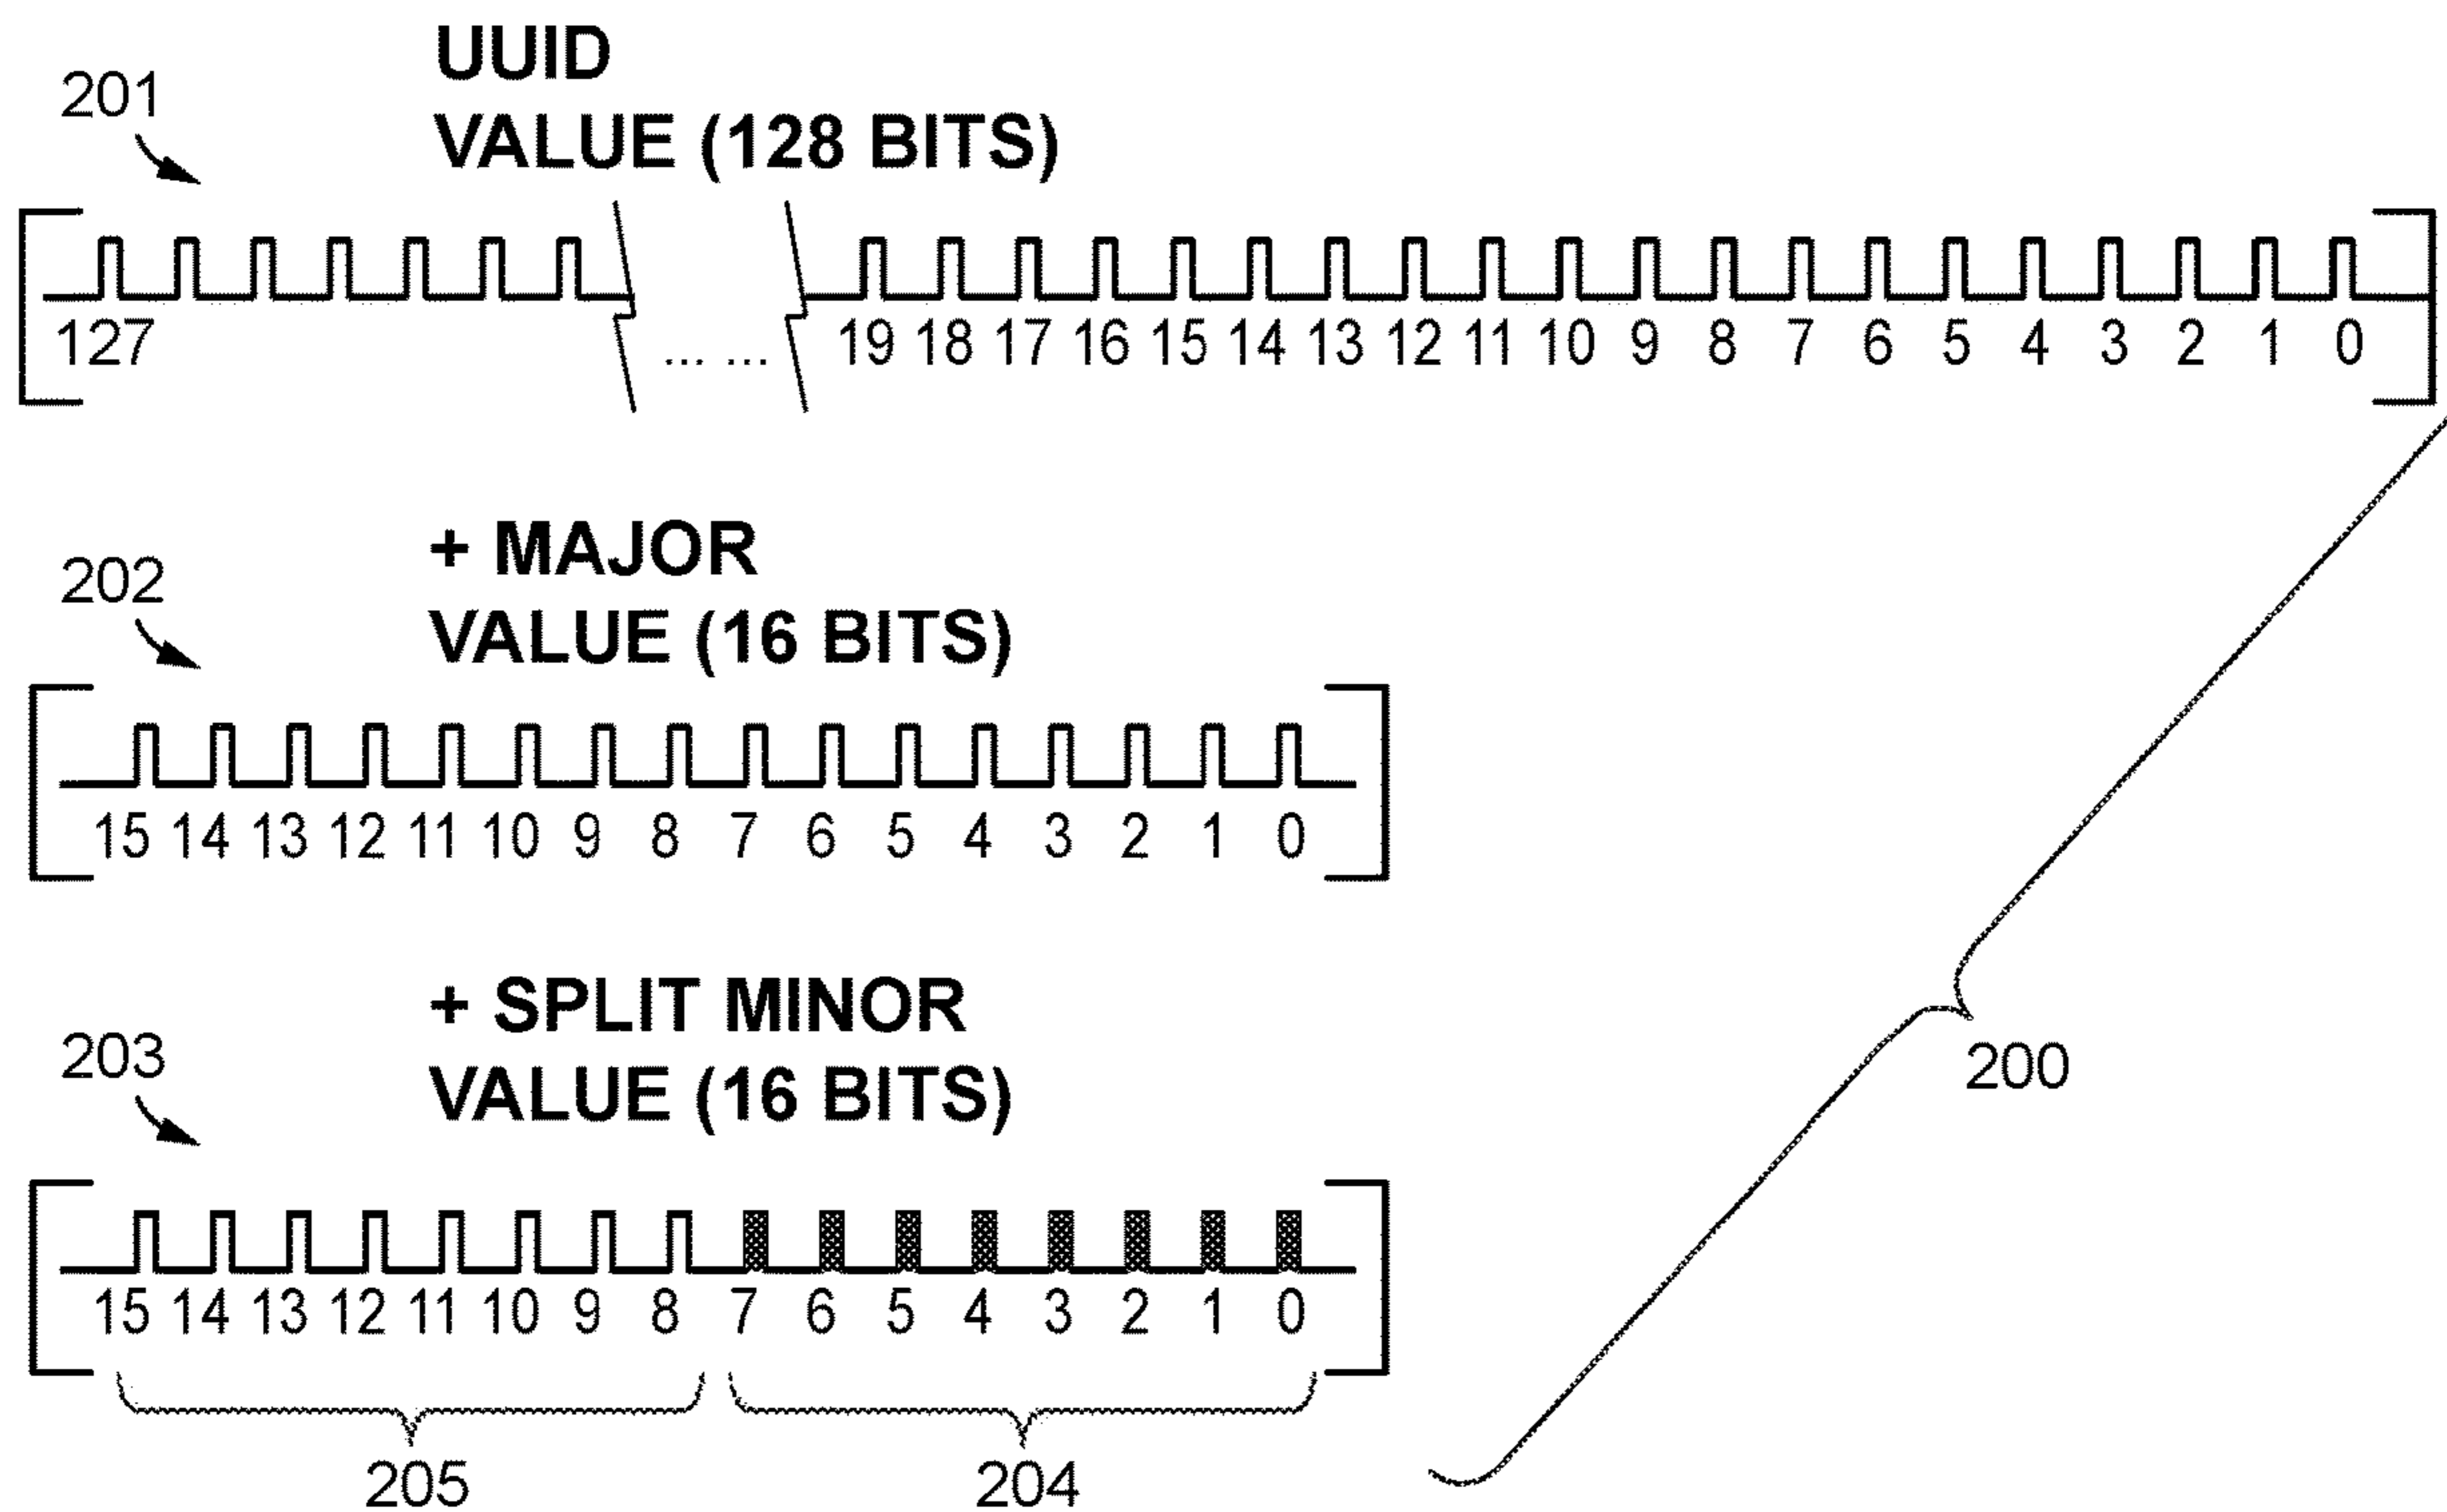 UUID
201
VALUE (128 BITS)
127 ... ... 19 18 17 16 15 14 13 12 11 10 9 8 7 6 5 4 3 2 1 0
+ MAJOR
202
VALUE (16 BITS)
15 14 13 12 11 10 9 8 7 6 5 4 3 2 1 0
+ SPLIT MINOR
203
VALUE (16 BITS)
200
15 14 13 12 11 10 9 8 7 6 5 4 3 2 1 0
205 204